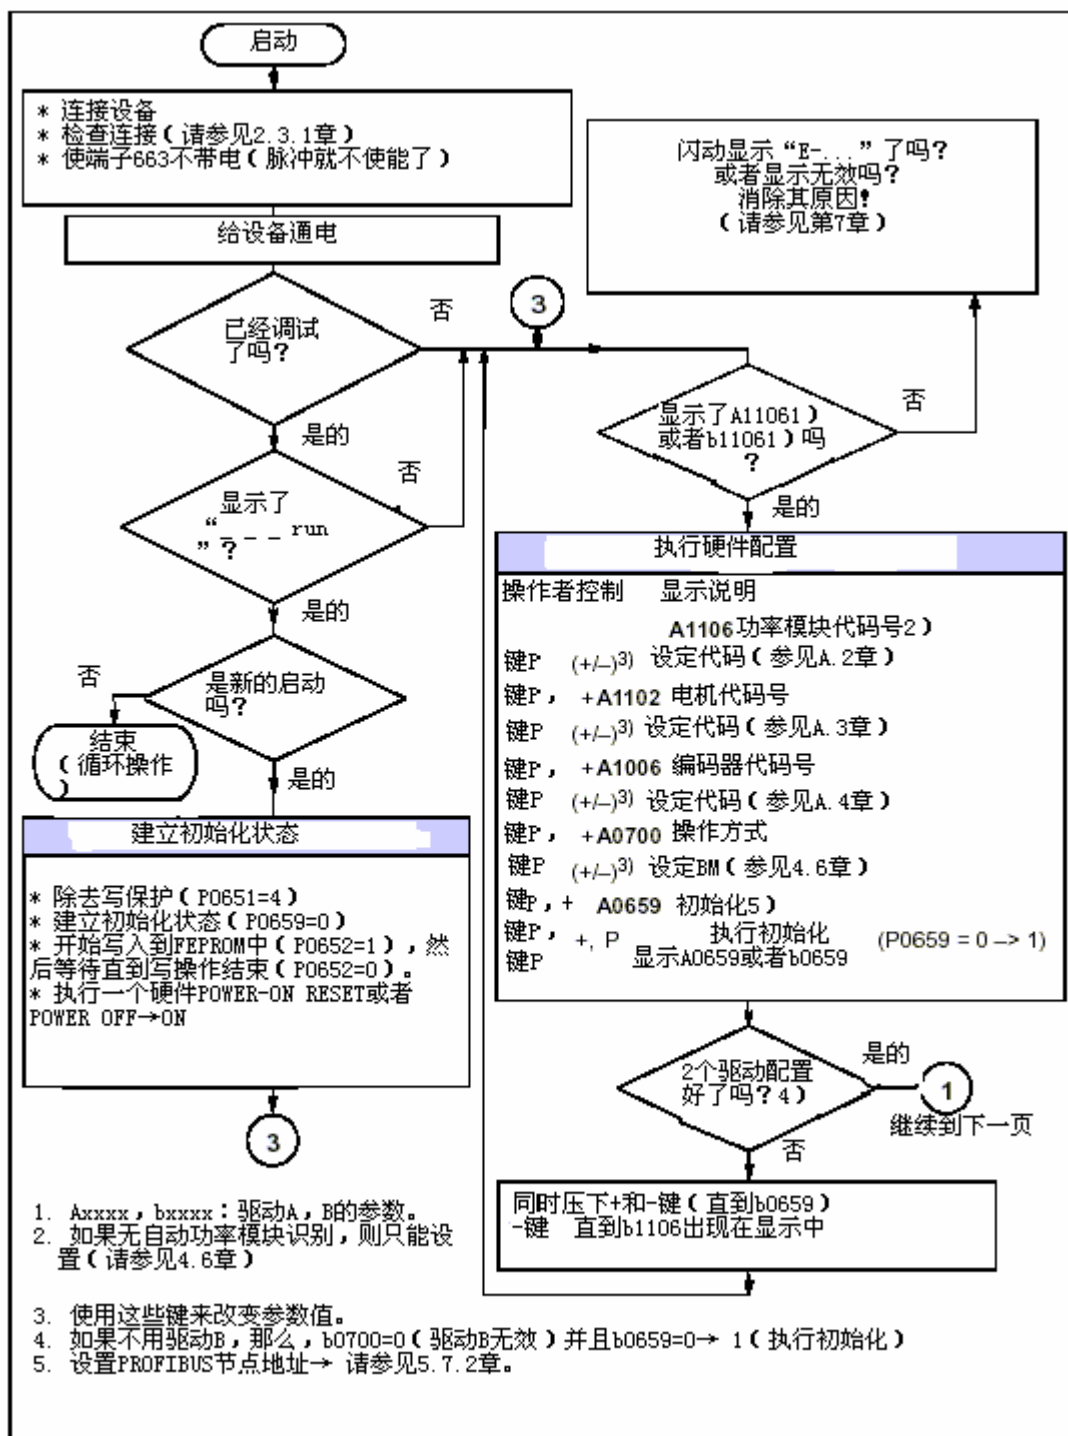 启动
* 连接设备
* 检查连接(请参见2.3.1章)
* 使端子663不带电(脉冲就不使能了)
给设备通电
闪动显示“E-...”了吗?
或者显示无效吗?
消除其原因!
(请参见第7章)
已经调试
了吗?
否
3
是的
显示了A11061)
或者b11061)吗
?
否
是的
显示了
“_ _ _ run
”?
否
是的
是新的启动
吗?
否
结束
(循环操作
)
是的
建立初始化状态
* 除去写保护(P0651=4)
* 建立初始化状态(P0659=0)
* 开始写入到FEPROM中(P0652=1),然
后等待直到写操作结束(P0652=0)。
* 执行一个硬件POWER-ON RESET或者
POWER OFF→ON
3
执行硬件配置
操作者控制 显示说明
A1106功率模块代码号2)
键P (+/–)3) 设定代码(参见A.2章)
键P, +A1102 电机代码号
键P (+/–)3) 设定代码(参见A.3章)
键P, +A1006 编码器代码号
键P (+/–)3) 设定代码(参见A.4章)
键P, +A0700 操作方式
键P (+/–)3) 设定BM(参见4.6章)
键P,+ A0659 初始化5)
键P, +, P 执行初始化 (P0659 = 0 –> 1)
键P 显示A0659或者b0659
2个驱动配置
好了吗?4)
是的
1
继续到下一页
否
同时压下+和-键(直到b0659)
-键 直到b1106出现在显示中
1. Axxxx,bxxxx:驱动A,B的参数。
2. 如果无自动功率模块识别,则只能设
置(请参见4.6章)
3. 使用这些键来改变参数值。
4. 如果不用驱动B,那么,b0700=0(驱动B无效)并且b0659=0→ 1(执行初始化)
5. 设置PROFIBUS节点地址→ 请参见5.7.2章。